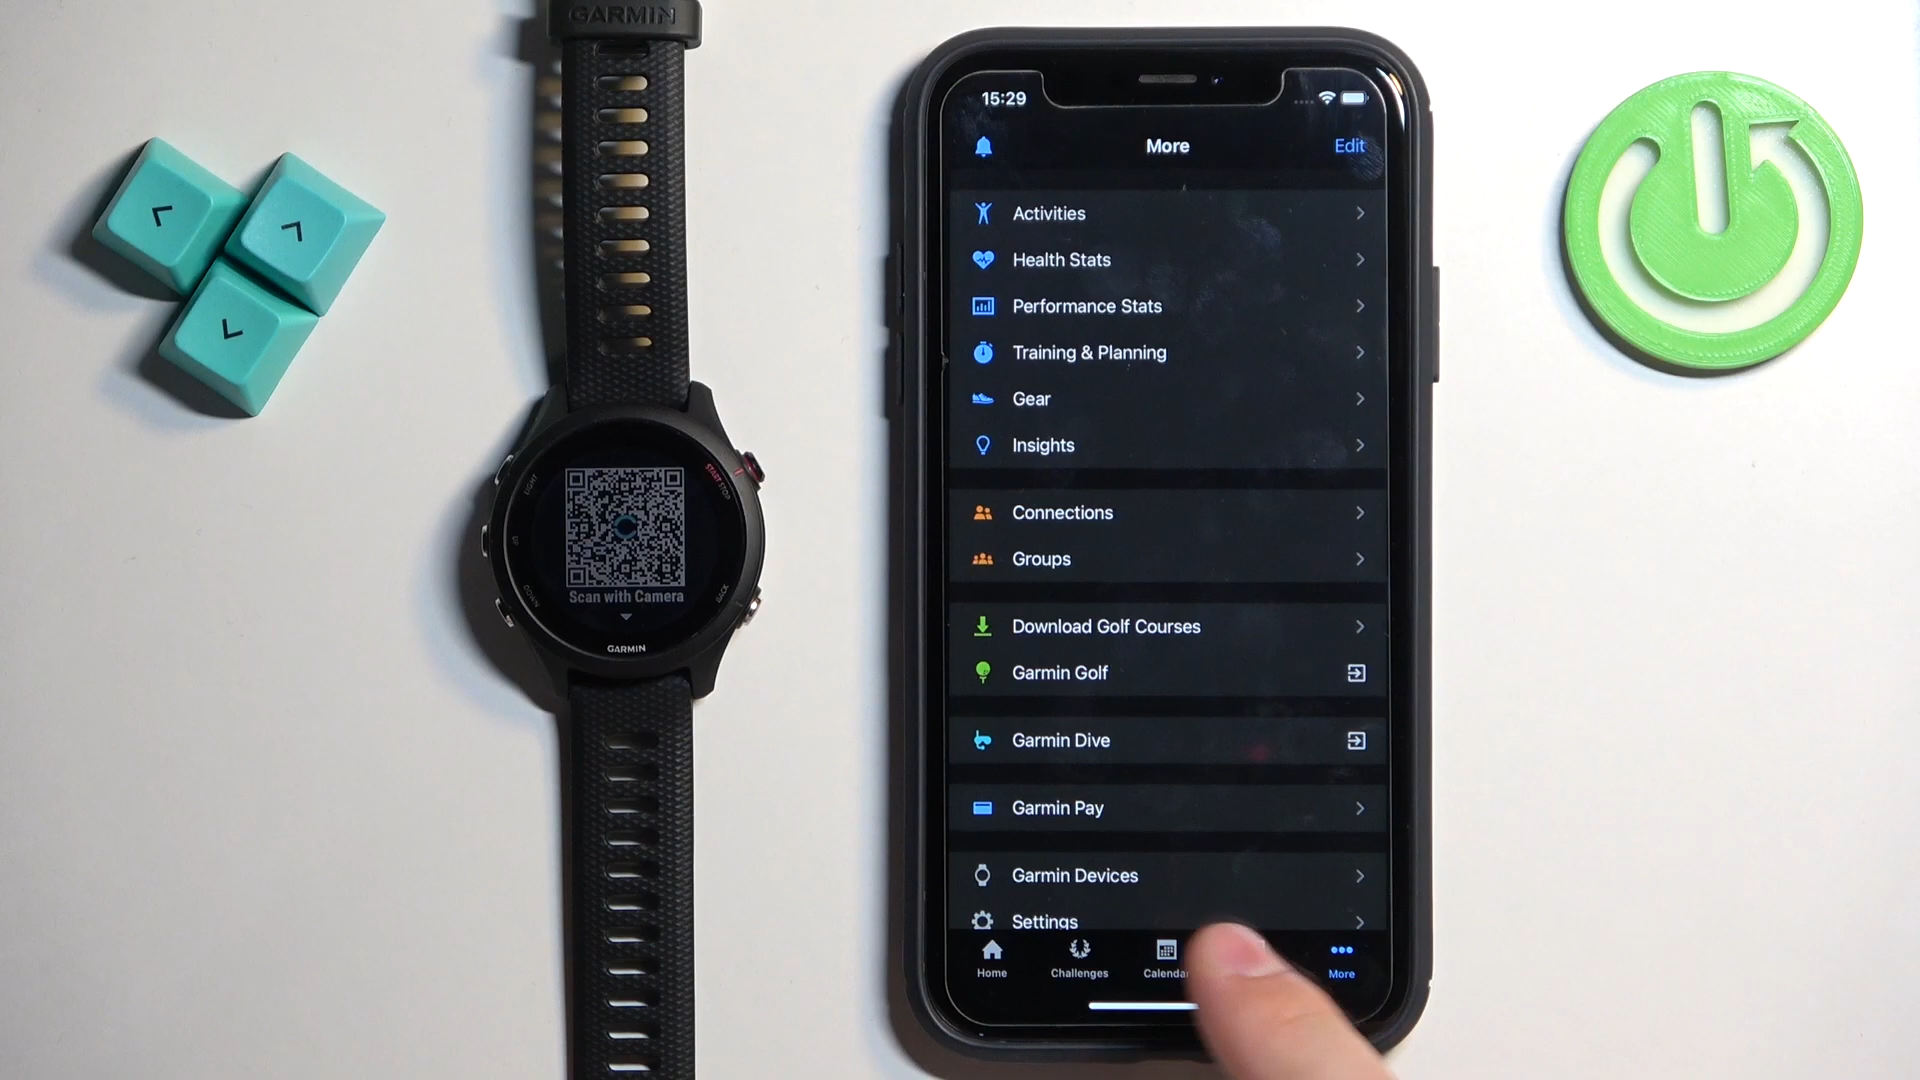 GARMIN
LIGHT
START STOP
UP
DOWN
BACK
Scan with Camera
GARMIN
15:29
More
Edit
Activities
Health Stats
Performance Stats
Training & Planning
Gear
Insights
Connections
Groups
Download Golf Courses
Garmin Golf
Garmin Dive
Garmin Pay
Garmin Devices
Settings
Home
Challenges
Calendar
More